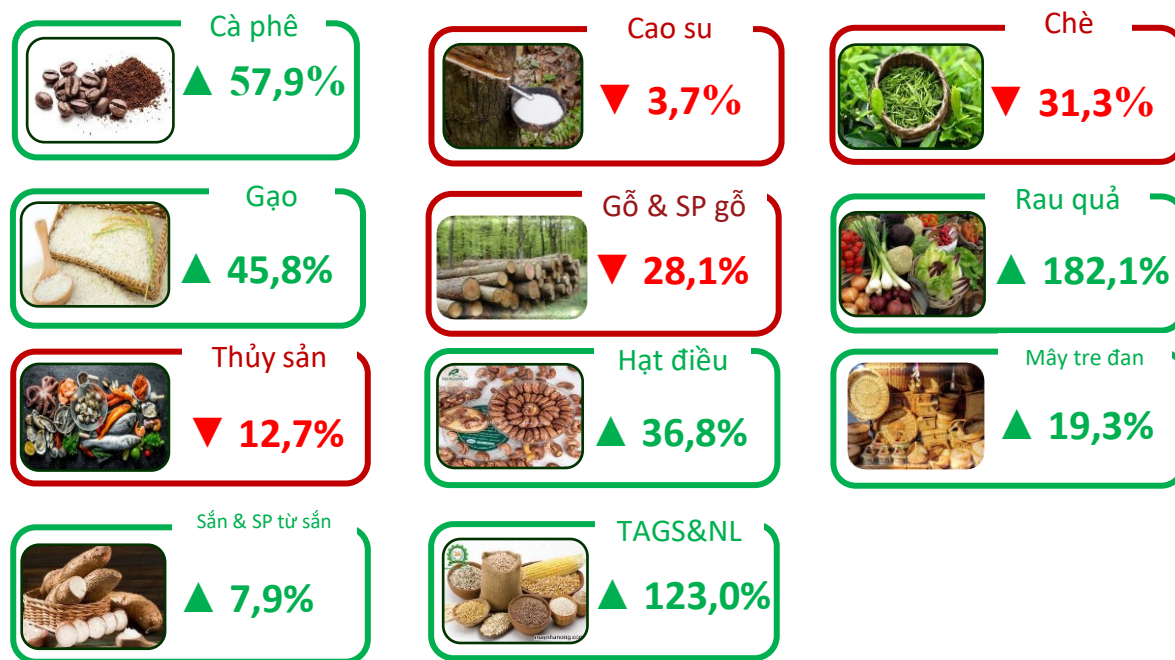 Cà phê
▲ 57,9%
Cao su
▼ 3,7%
Chè
▼ 31,3%
Gạo
▲ 45,8%
Gỗ & SP gỗ
▼ 28,1%
Rau quả
▲ 182,1%
Thủy sản
▼ 12,7%
Hạt điều
▲ 36,8%
Mây tre đan
▲ 19,3%
Sắn & SP từ sắn
▲ 7,9%
TAGS&NL
▲ 123,0%